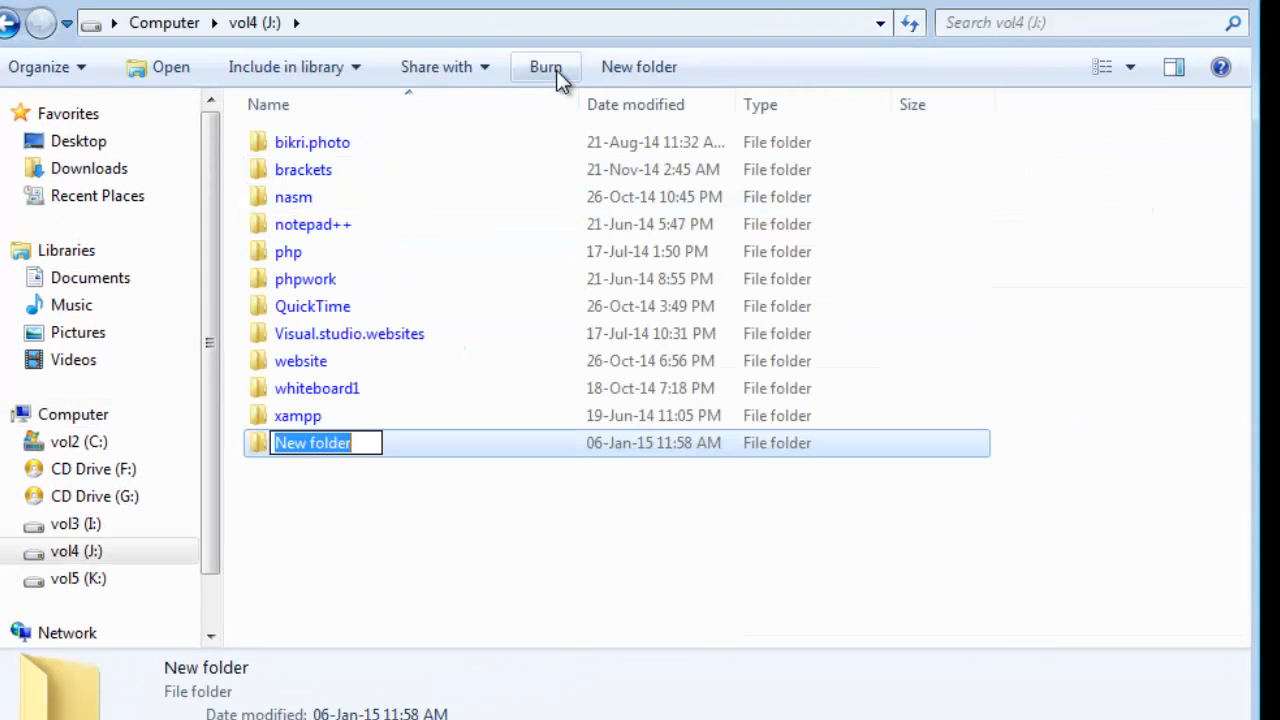 Computer vol4 (J:) Search vol4 (J:)
Organize Open Include in library Share with Burn New folder
Name Date modified Type Size
Favorites
Desktop
Downloads
Recent Places
Libraries
Documents
Music
Pictures
Videos
Computer
vol2 (C:)
CD Drive (F:)
CD Drive (G:)
vol3 (I:)
vol4 (J:)
vol5 (K:)
Network
bikri.photo 21-Aug-14 11:32 A... File folder
brackets 21-Nov-14 2:45 AM File folder
nasm 26-Oct-14 10:45 PM File folder
notepad++ 21-Jun-14 5:47 PM File folder
php 17-Jul-14 1:50 PM File folder
phpwork 21-Jun-14 8:55 PM File folder
QuickTime 26-Oct-14 3:49 PM File folder
Visual.studio.websites 17-Jul-14 10:31 PM File folder
website 26-Oct-14 6:56 PM File folder
whiteboard1 18-Oct-14 7:18 PM File folder
xampp 19-Jun-14 11:05 PM File folder
New folder 06-Jan-15 11:58 AM File folder
New folder
File folder
Date modified: 06-Jan-15 11:58 AM